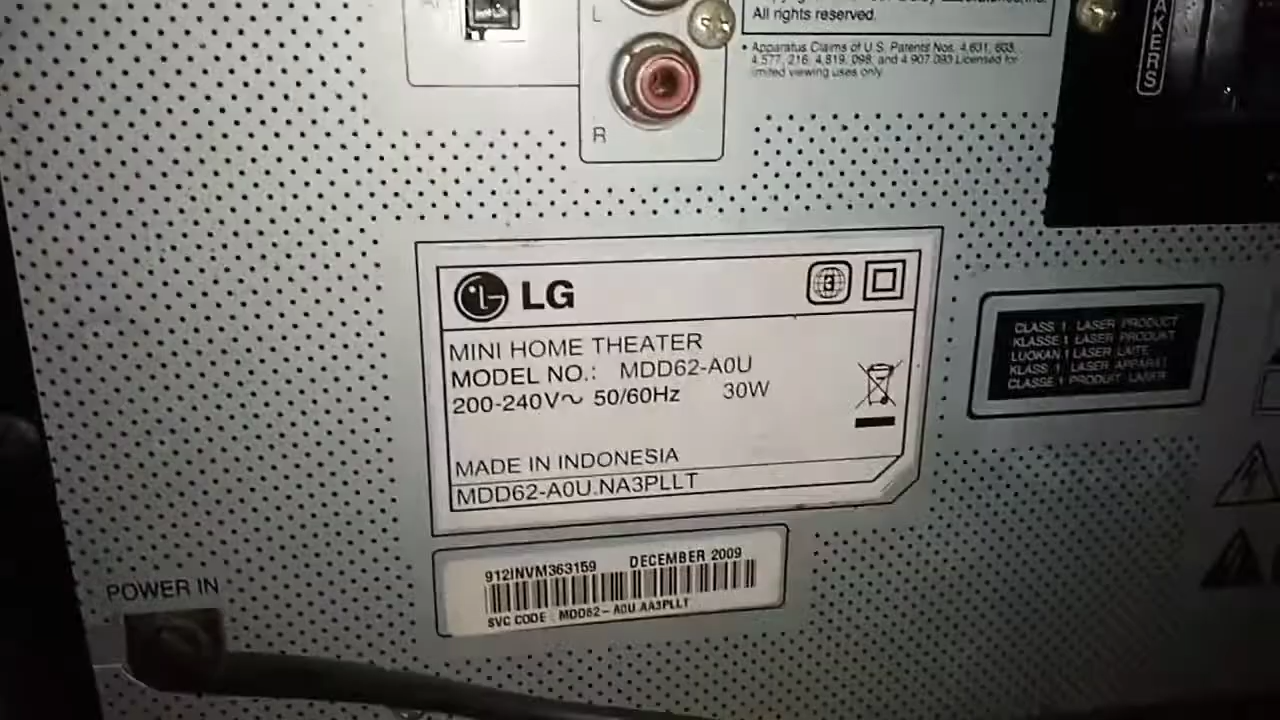 L
All rights reserved.
• Apparatus Claims of U.S. Patents Nos. 4,631, 603,
4,577, 216, 4,819, 098, and 4 907 093 Licensed for
limited viewing uses only.
R
AKERS
LG
3
MINI HOME THEATER
MODEL NO.: MDD62-A0U
200-240V~ 50/60Hz 30W
MADE IN INDONESIA
MDD62-A0U.NA3PLLT
CLASS 1 LASER PRODUCT
KLASSE 1 LASER PRODUKT
LUOKAN 1 LASER LAITE
KLASS 1 LASER APPARAT
CLASSE 1 PRODUIT LASER
912INVM363159 DECEMBER 2009
SVC CODE : MDD62-A0U.AA3PLLT
POWER IN